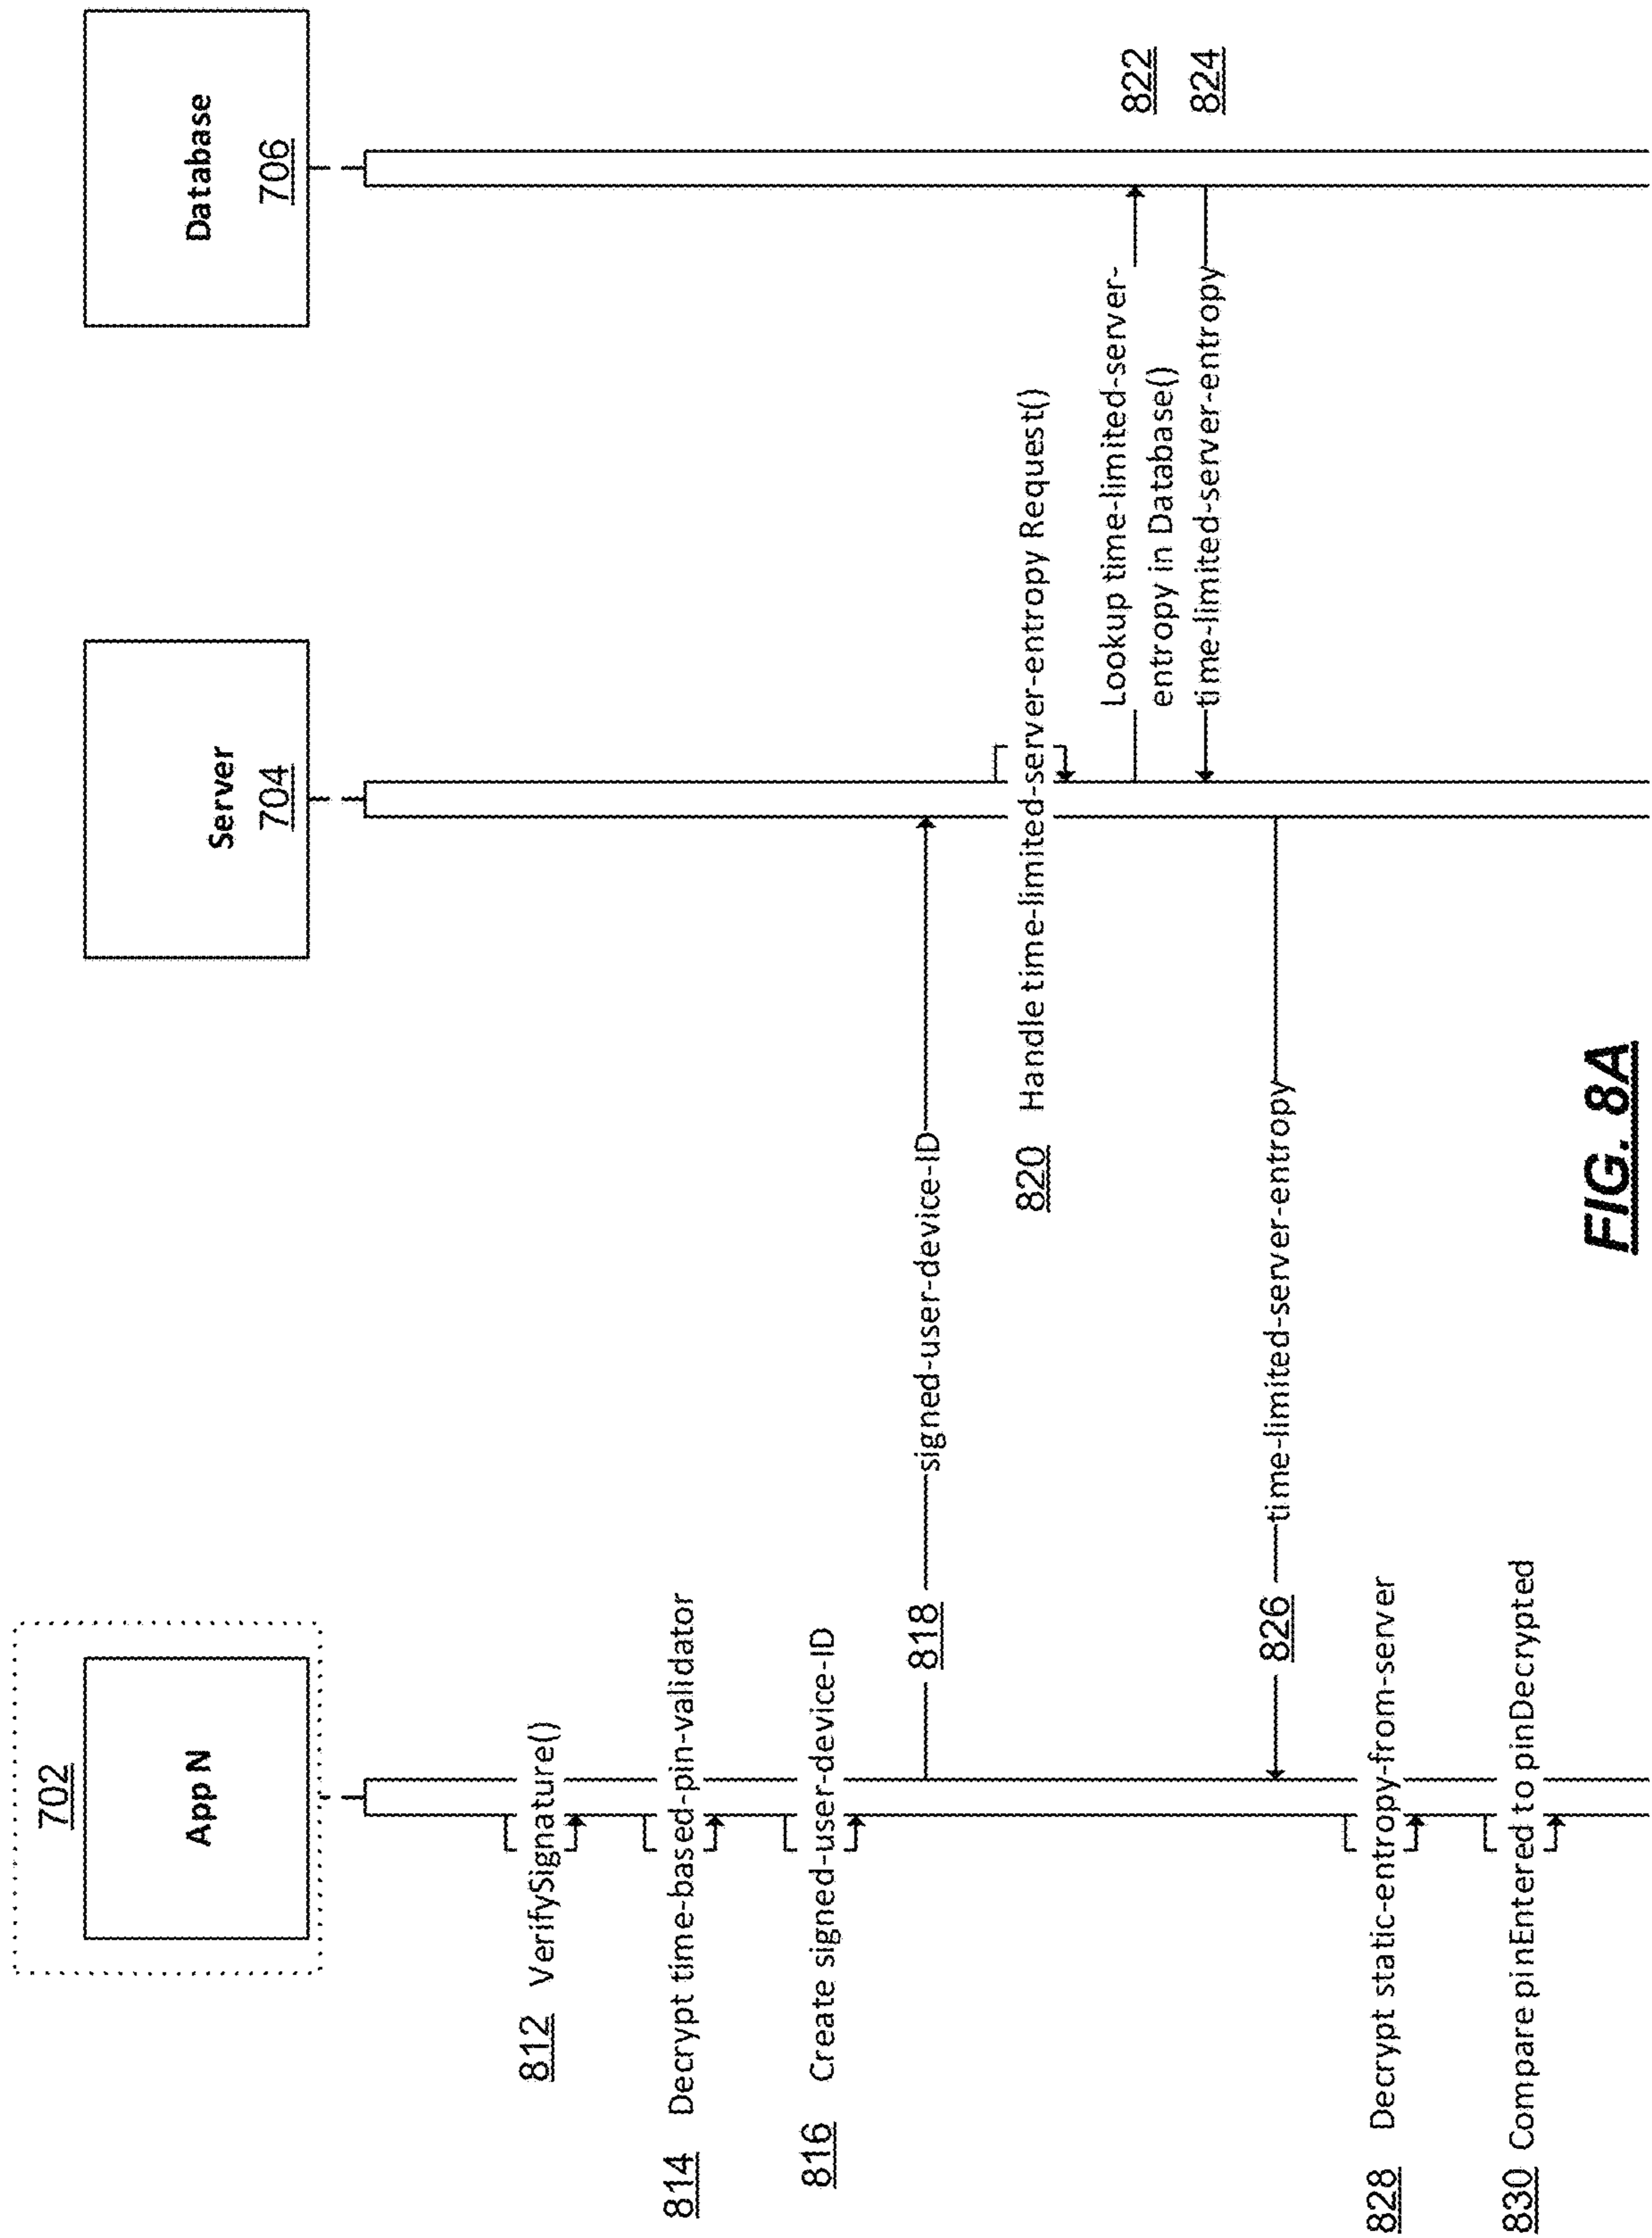 702
App N
Server
704
Database
706
812 VerifySignature()
814 Decrypt time-based-pin-validator
816 Create signed-user-device-ID
818 signed-user-device-ID
820 Handle time-limited-server-entropy Request()
Lookup time-limited-server-
entropy in Database()
822
time-limited-server-entropy
824
826 time-limited-server-entropy
828 Decrypt static-entropy-from-server
830 Compare pinEntered to pinDecrypted
FIG. 8A